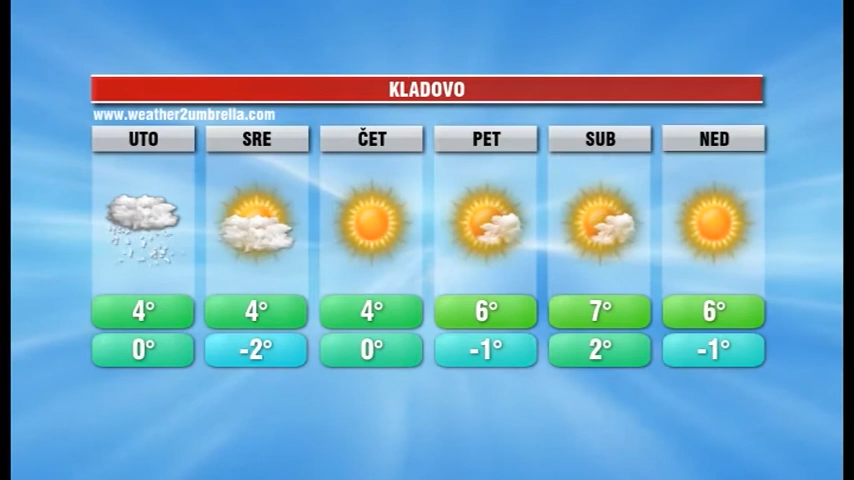 KLADOVO
www.weather2umbrella.com
UTO SRE ČET PET SUB NED
4° 4° 4° 6° 7° 6°
0° -2° 0° -1° 2° -1°